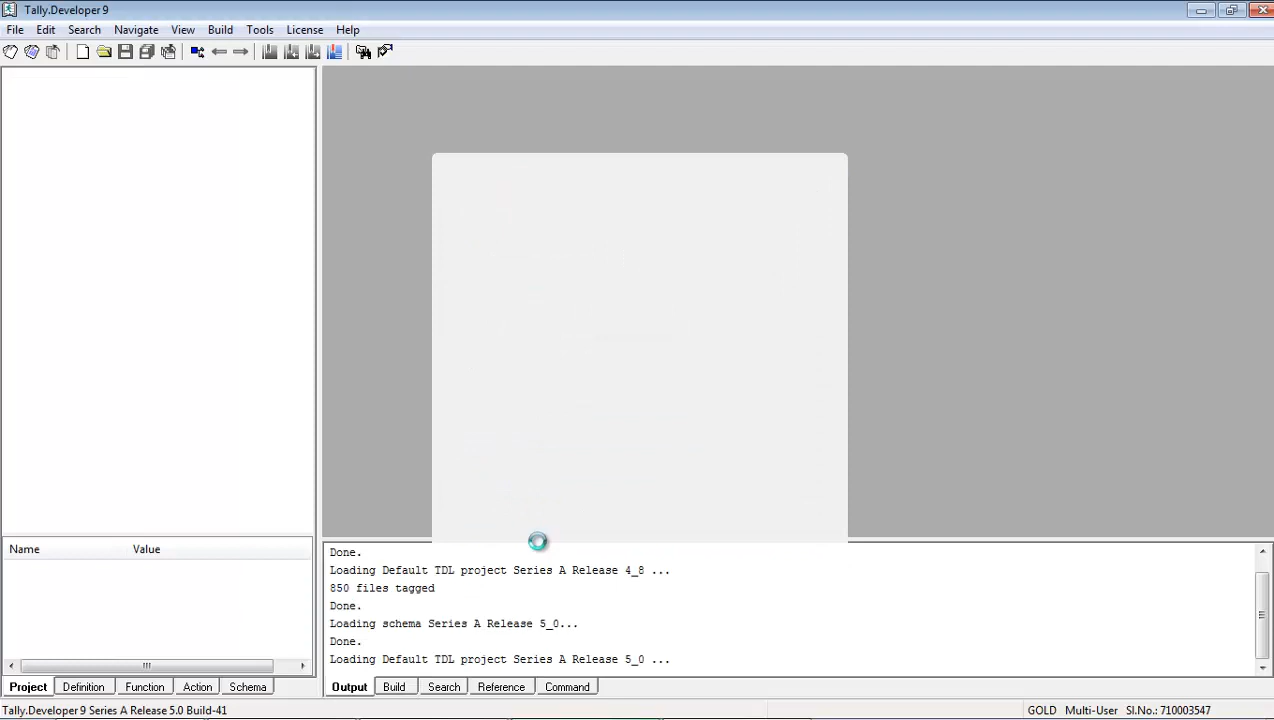 Tally.Developer 9
File Edit Search Navigate View Build Tools License Help
Name Value
Done.
Loading Default TDL project Series A Release 4_8 ...
850 files tagged
Done.
Loading schema Series A Release 5_0...
Done.
Loading Default TDL project Series A Release 5_0 ...
Project Definition Function Action Schema
Output Build Search Reference Command
Tally.Developer 9 Series A Release 5.0 Build-41
GOLD Multi-User Sl.No.: 710003547